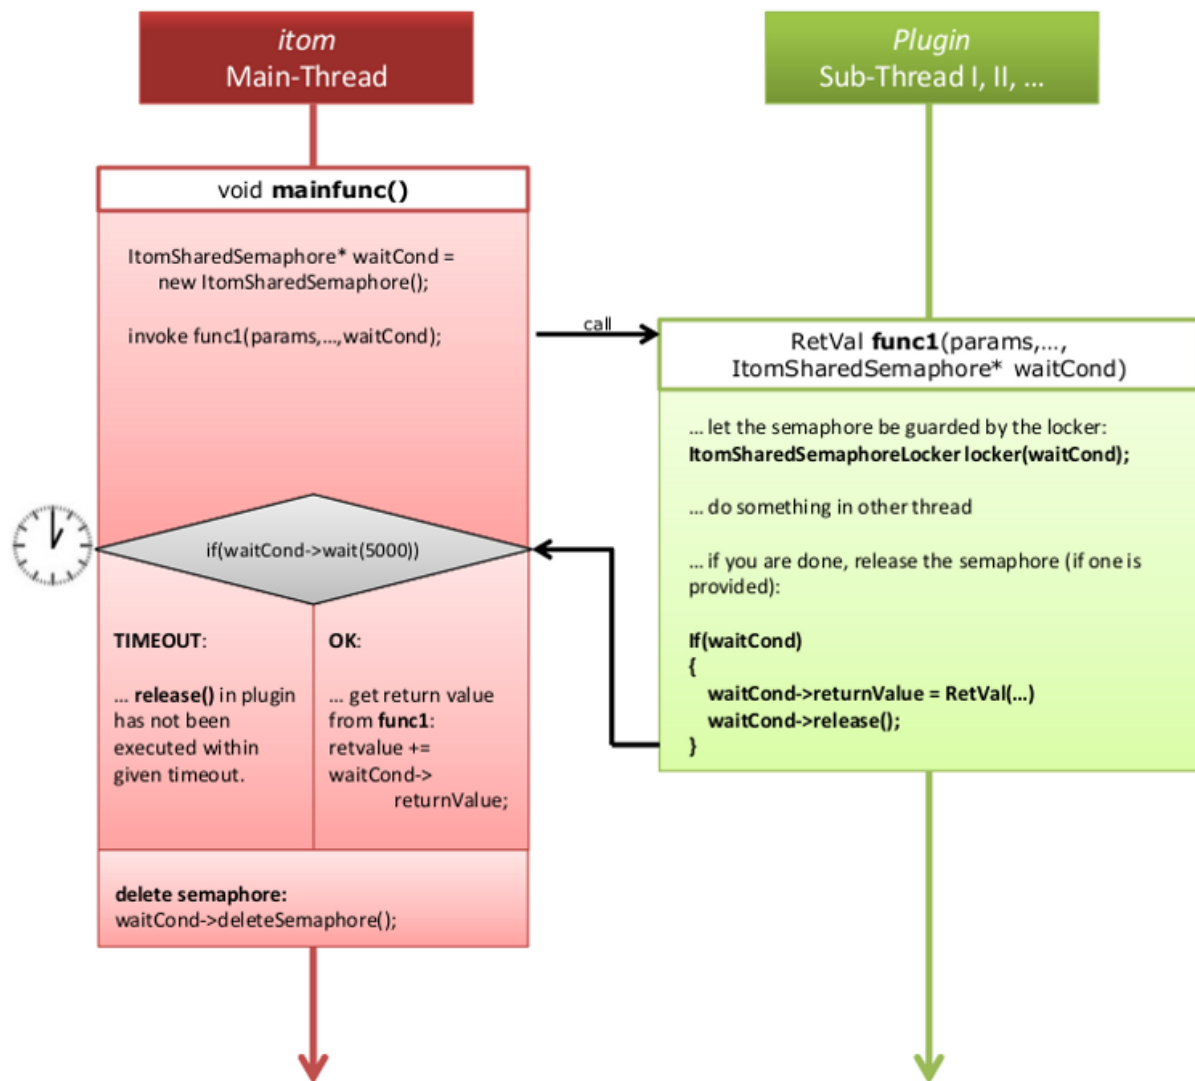 itom
Main-Thread
Plugin
Sub-Thread I, II, ...
void mainfunc()
ItomSharedSemaphore* waitCond =
new ItomSharedSemaphore();
invoke func1(params,...,waitCond);
call
RetVal func1(params,...,
ItomSharedSemaphore* waitCond)
... let the semaphore be guarded by the locker:
ItomSharedSemaphoreLocker locker(waitCond);
... do something in other thread
... if you are done, release the semaphore (if one is
provided):
If(waitCond)
{
waitCond->returnValue = RetVal(...)
waitCond->release();
}
if(waitCond->wait(5000))
TIMEOUT:
... release() in plugin
has not been
executed within
given timeout.
OK:
... get return value
from func1:
retvalue +=
waitCond->
returnValue;
delete semaphore:
waitCond->deleteSemaphore();